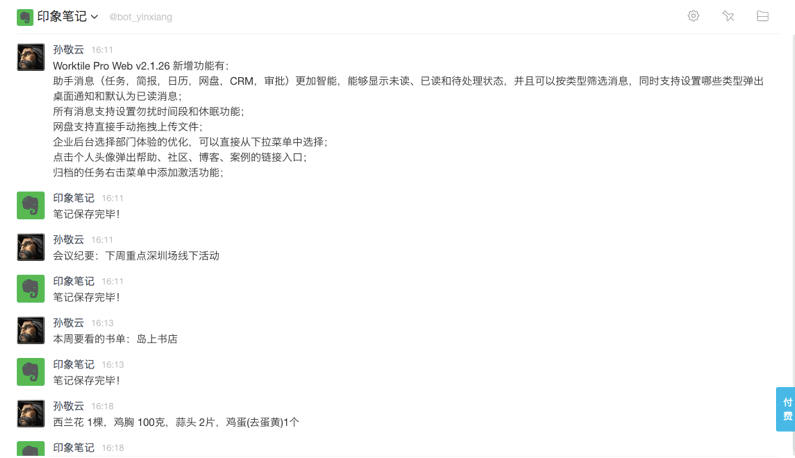 印象笔记 @bot_yinxiang
孙敬云 16:11
Worktile Pro Web v2.1.26 新增功能有：
助手消息（任务，简报，日历，网盘，CRM，审批）更加智能，能够显示未读、已读和待处理状态，并且可以按类型筛选消息，同时支持设置哪些类型弹出
桌面通知和默认为已读消息；
所有消息支持设置勿扰时间段和休眠功能；
网盘支持直接手动拖拽上传文件；
企业后台选择部门体验的优化，可以直接从下拉菜单中选择；
点击个人头像弹出帮助、社区、博客、案例的链接入口；
归档的任务右击菜单中添加激活功能；
印象笔记 16:11
笔记保存完毕！
孙敬云 16:11
会议纪要：下周重点深圳场线下活动
印象笔记 16:11
笔记保存完毕！
孙敬云 16:13
本周要看的书单：岛上书店
印象笔记 16:13
笔记保存完毕！
孙敬云 16:18
西兰花 1棵，鸡胸 100克，蒜头 2片，鸡蛋(去蛋黄)1个
印象笔记 16:18
付
费